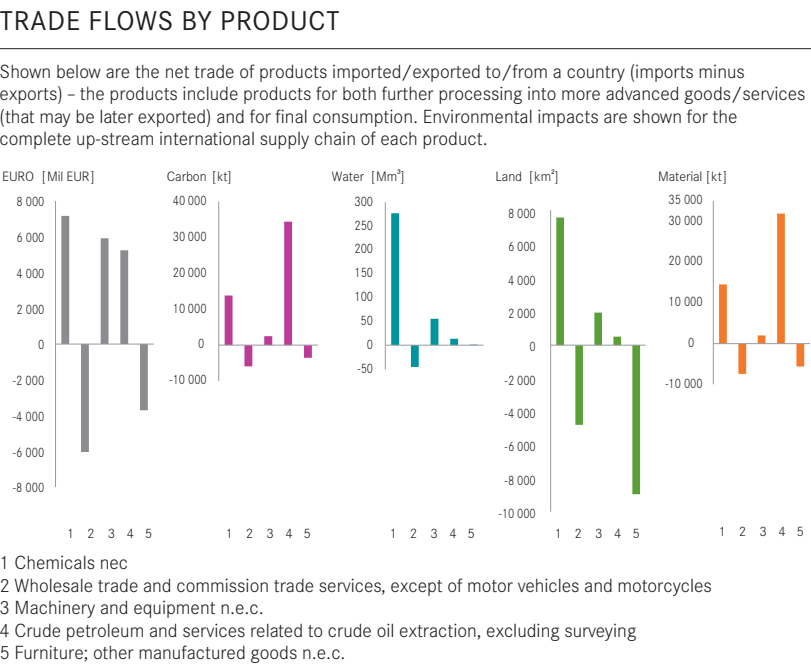 TRADE FLOWS BY PRODUCT
Shown below are the net trade of products imported/exported to/from a country (imports minus
exports) – the products include products for both further processing into more advanced goods/services
(that may be later exported) and for final consumption. Environmental impacts are shown for the
complete up-stream international supply chain of each product.
EURO [Mil EUR]
8 000
6 000
4 000
2 000
0
-2 000
-4 000
-6 000
-8 000
1 2 3 4 5
Carbon [kt]
40 000
30 000
20 000
10 000
0
-10 000
1 2 3 4 5
Water [Mm³]
300
250
200
150
100
50
0
-50
1 2 3 4 5
Land [km²]
8 000
6 000
4 000
2 000
0
-2 000
-4 000
-6 000
-8 000
-10 000
1 2 3 4 5
Material [kt]
35 000
30 000
20 000
10 000
0
-10 000
1 2 3 4 5
1 Chemicals nec
2 Wholesale trade and commission trade services, except of motor vehicles and motorcycles
3 Machinery and equipment n.e.c.
4 Crude petroleum and services related to crude oil extraction, excluding surveying
5 Furniture; other manufactured goods n.e.c.